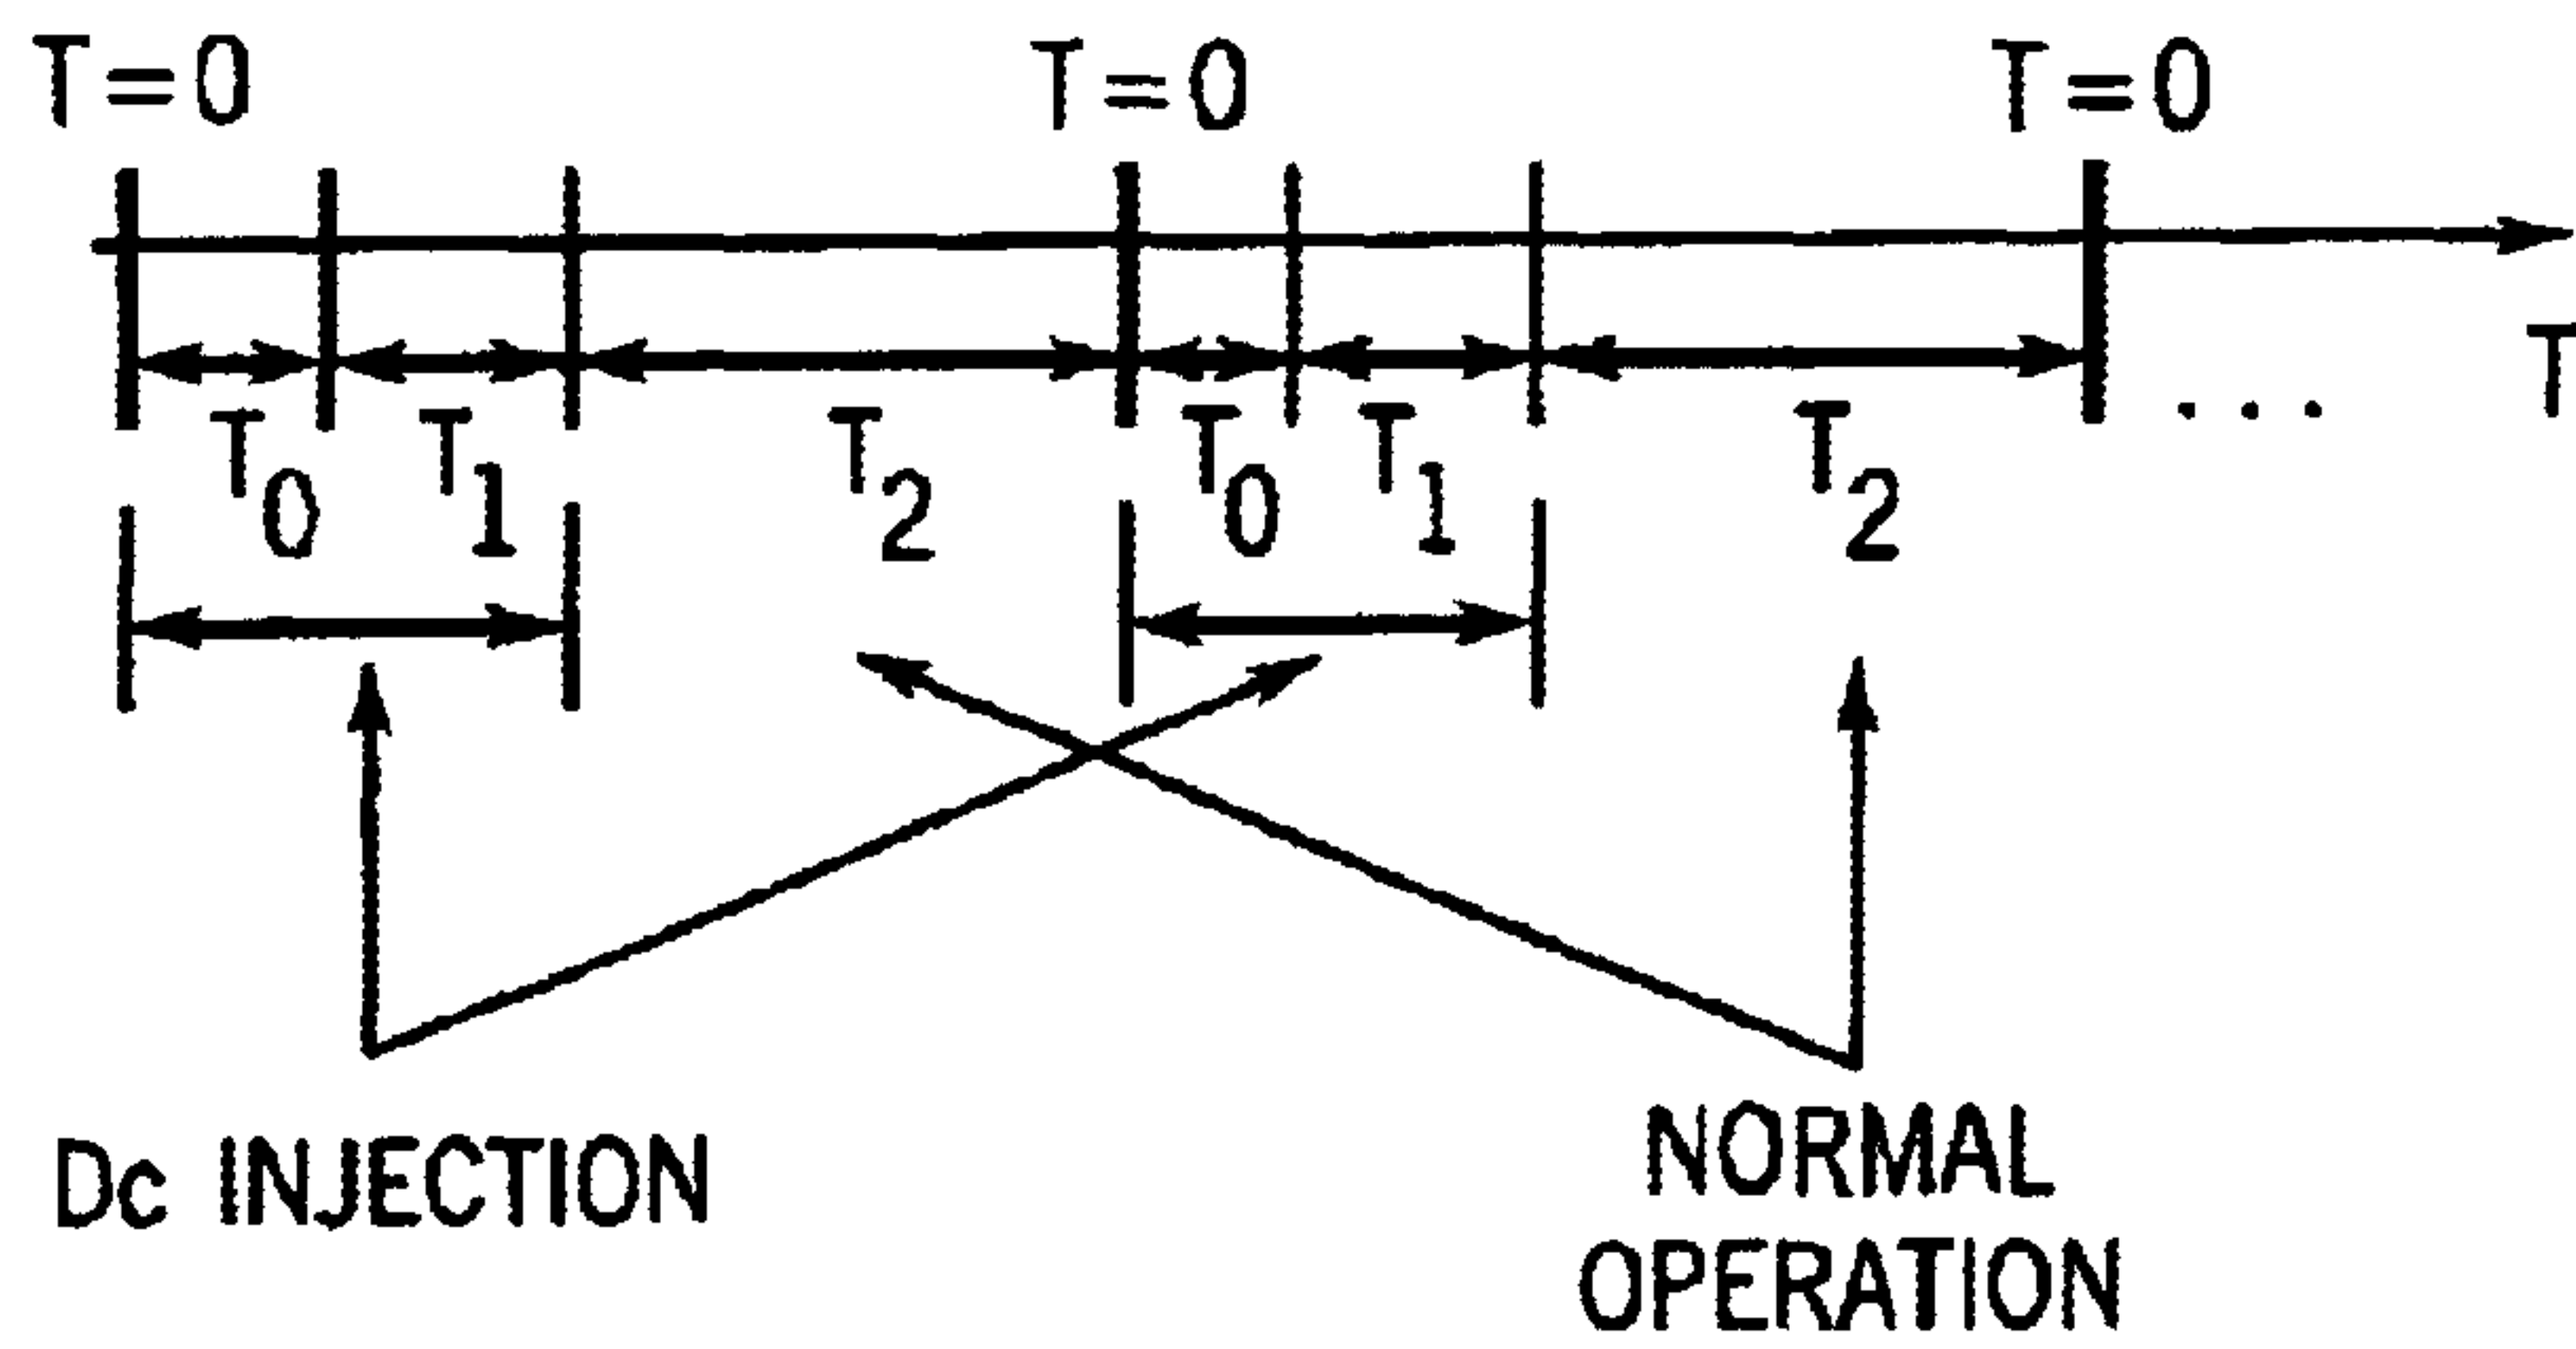 T=0 T=0 T=0
T
T0 T1 T2 T0 T1 T2 ...
Dc INJECTION
NORMAL
OPERATION